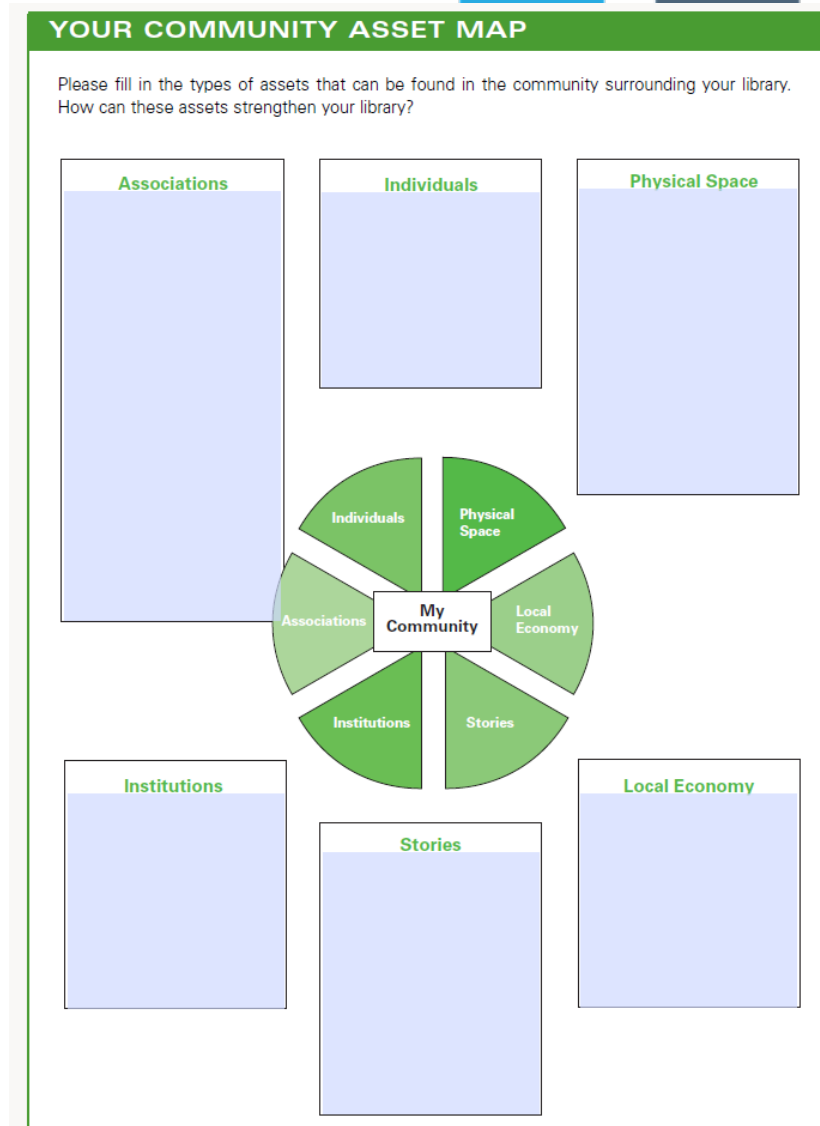 YOUR COMMUNITY ASSET MAP
Please fill in the types of assets that can be found in the community surrounding your library.
How can these assets strengthen your library?
Associations
Individuals
Physical Space
Individuals
Physical
Space
Associations
My
Community
Local
Economy
Institutions
Stories
Institutions
Stories
Local Economy